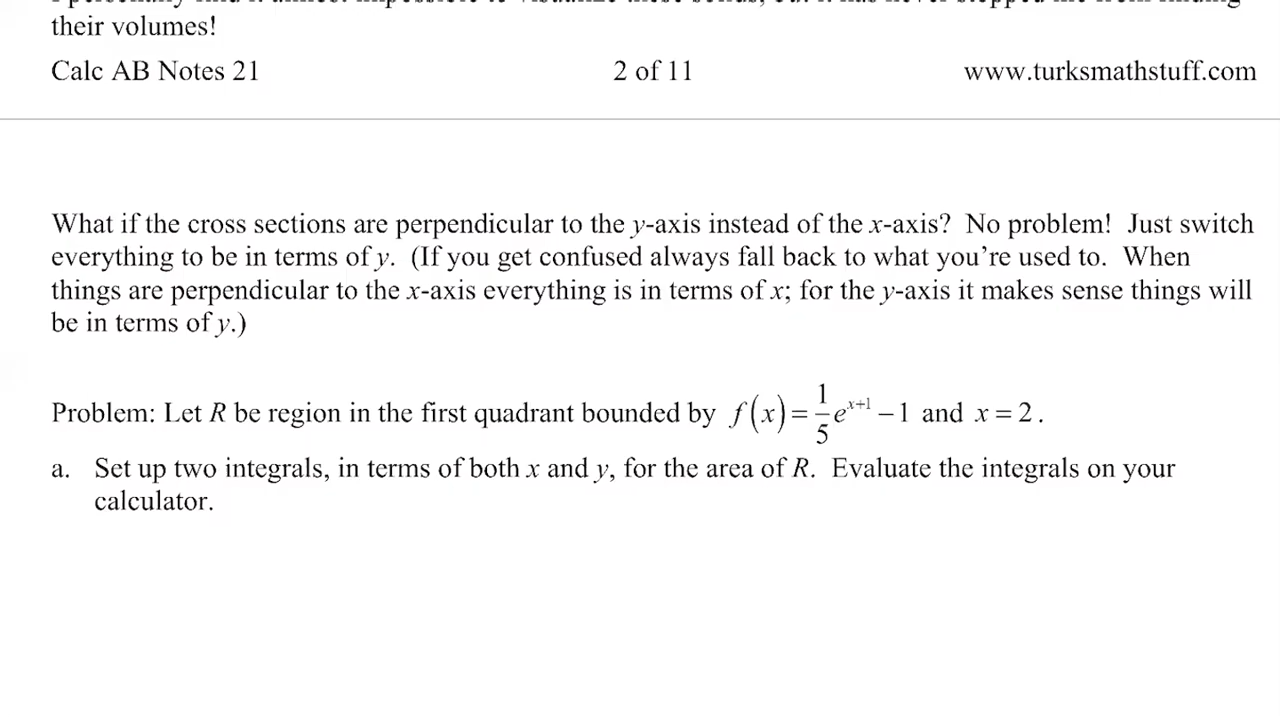 their volumes!
Calc AB Notes 21 2 of 11 www.turksmathstuff.com
What if the cross sections are perpendicular to the y-axis instead of the x-axis? No problem! Just switch
everything to be in terms of y. (If you get confused always fall back to what you're used to. When
things are perpendicular to the x-axis everything is in terms of x; for the y-axis it makes sense things will
be in terms of y.)
Problem: Let R be region in the first quadrant bounded by f(x) = 1/5 e^(x+1) − 1 and x = 2.
a. Set up two integrals, in terms of both x and y, for the area of R. Evaluate the integrals on your
calculator.